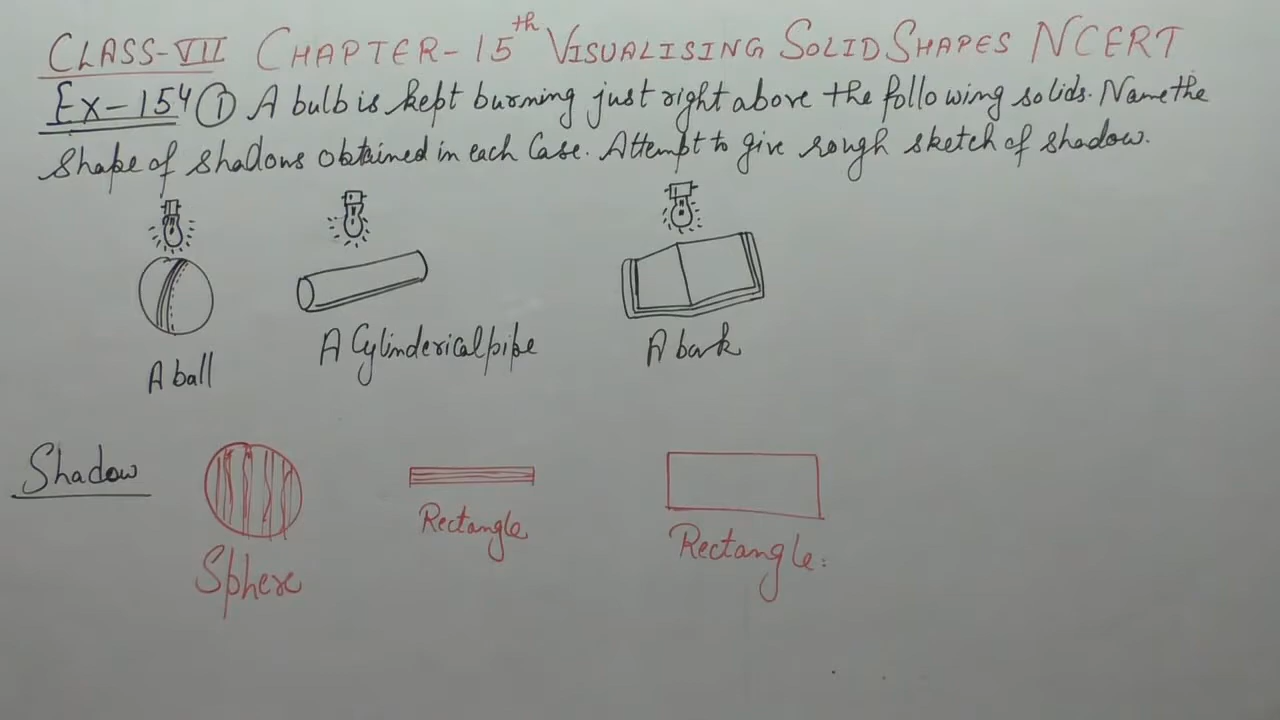 CLASS-VII CHAPTER-15th VISUALISING SOLID SHAPES NCERT
Ex-15.4 ① A bulb is kept burning just right above the following solids. Name the
shape of shadows obtained in each case. Attempt to give rough sketch of shadow.
A ball
A Cylinderical pipe
A book
Shadow
Sphere
Rectangle
Rectangle.